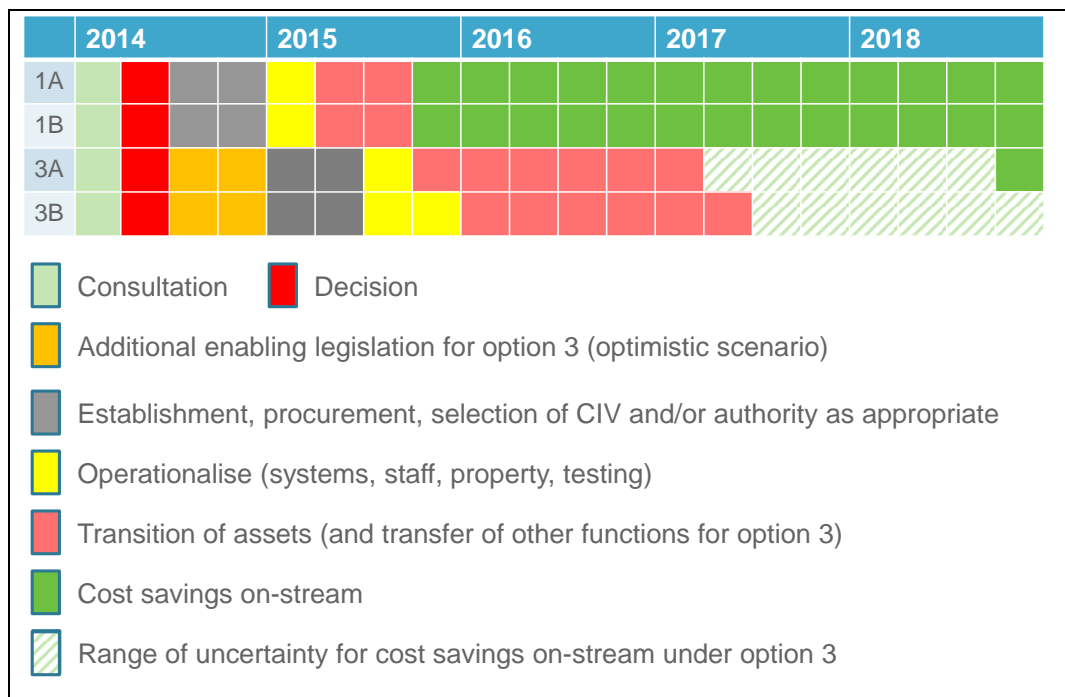 2014 2015 2016 2017 2018
1A
1B
3A
3B
Consultation Decision
Additional enabling legislation for option 3 (optimistic scenario)
Establishment, procurement, selection of CIV and/or authority as appropriate
Operationalise (systems, staff, property, testing)
Transition of assets (and transfer of other functions for option 3)
Cost savings on-stream
Range of uncertainty for cost savings on-stream under option 3